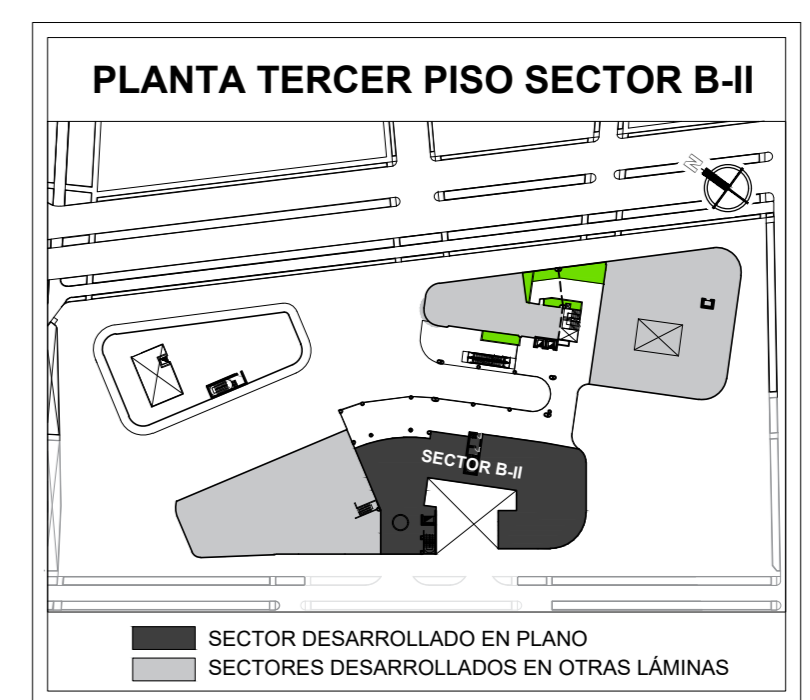 PLANTA TERCER PISO SECTOR B-II
N
SECTOR B-II
SECTOR DESARROLLADO EN PLANO
SECTORES DESARROLLADOS EN OTRAS LÁMINAS